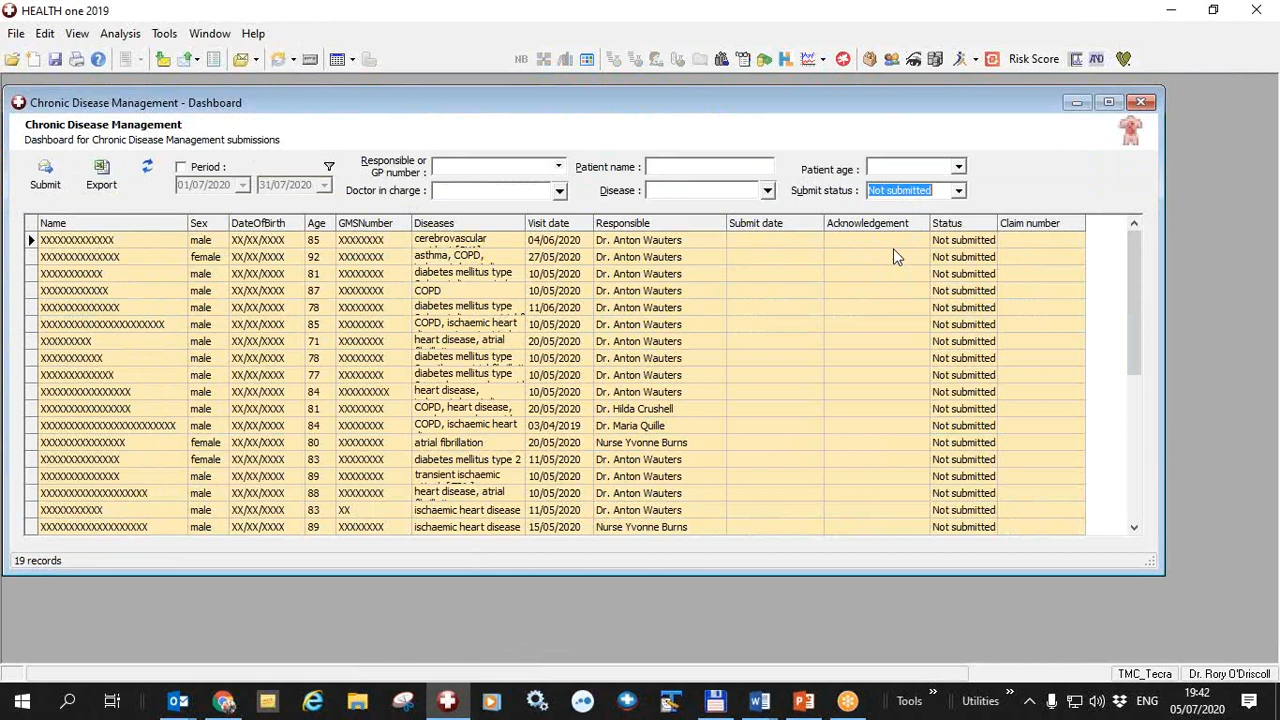 HEALTH one 2019
File Edit View Analysis Tools Window Help
NB H Risk Score AND
Chronic Disease Management - Dashboard
Chronic Disease Management
Dashboard for Chronic Disease Management submissions
Submit Export Period : 01/07/2020 31/07/2020
Responsible or GP number : Patient name : Patient age :
Doctor in charge : Disease : Submit status : Not submitted
Name Sex DateOfBirth Age GMSNumber Diseases Visit date Responsible Submit date Acknowledgement Status Claim number
XXXXXXXXXXXXX male XX/XX/XXXX 85 XXXXXXXX cerebrovascular 04/06/2020 Dr. Anton Wauters Not submitted
XXXXXXXXXXXXXX female XX/XX/XXXX 92 XXXXXXXX asthma, COPD, 27/05/2020 Dr. Anton Wauters Not submitted
XXXXXXXXXXX male XX/XX/XXXX 81 XXXXXXXX diabetes mellitus type 10/05/2020 Dr. Anton Wauters Not submitted
XXXXXXXXXXXX male XX/XX/XXXX 87 XXXXXXXX COPD 10/05/2020 Dr. Anton Wauters Not submitted
XXXXXXXXXXXXXX male XX/XX/XXXX 78 XXXXXXXX diabetes mellitus type 11/06/2020 Dr. Anton Wauters Not submitted
XXXXXXXXXXXXXXXXXXXXXX male XX/XX/XXXX 85 XXXXXXXX COPD, ischaemic heart 10/05/2020 Dr. Anton Wauters Not submitted
XXXXXXXXX male XX/XX/XXXX 71 XXXXXXXX heart disease, atrial 20/05/2020 Dr. Anton Wauters Not submitted
XXXXXXXXXXX male XX/XX/XXXX 78 XXXXXXXX diabetes mellitus type 10/05/2020 Dr. Anton Wauters Not submitted
XXXXXXXXXXXXX male XX/XX/XXXX 77 XXXXXXXX diabetes mellitus type 10/05/2020 Dr. Anton Wauters Not submitted
XXXXXXXXXXXXXXXX male XX/XX/XXXX 84 XXXXXXXXX heart disease, 10/05/2020 Dr. Anton Wauters Not submitted
XXXXXXXXXXXXXXXX male XX/XX/XXXX 81 XXXXXXXX COPD, heart disease, 20/05/2020 Dr. Hilda Crushell Not submitted
XXXXXXXXXXXXXXXXXXXXXXXX male XX/XX/XXXX 84 XXXXXXXX COPD, ischaemic heart 03/04/2019 Dr. Maria Quille Not submitted
XXXXXXXXXXXXXXX female XX/XX/XXXX 80 XXXXXXXX atrial fibrillation 20/05/2020 Nurse Yvonne Burns Not submitted
XXXXXXXXXXXXXX female XX/XX/XXXX 83 XXXXXXXX diabetes mellitus type 2 11/05/2020 Dr. Anton Wauters Not submitted
XXXXXXXXXXXXXX male XX/XX/XXXX 89 XXXXXXXX transient ischaemic 10/05/2020 Dr. Anton Wauters Not submitted
XXXXXXXXXXXXXXXXXXX male XX/XX/XXXX 88 XXXXXXXX heart disease, atrial 10/05/2020 Dr. Anton Wauters Not submitted
XXXXXXXXXXX male XX/XX/XXXX 83 XX ischaemic heart disease 11/05/2020 Dr. Anton Wauters Not submitted
XXXXXXXXXXXXXXXXXXX male XX/XX/XXXX 89 XXXXXXXX ischaemic heart disease 15/05/2020 Nurse Yvonne Burns Not submitted
19 records
TMC_Tecra Dr. Rory O'Driscoll
Tools Utilities ENG 19:42
05/07/2020